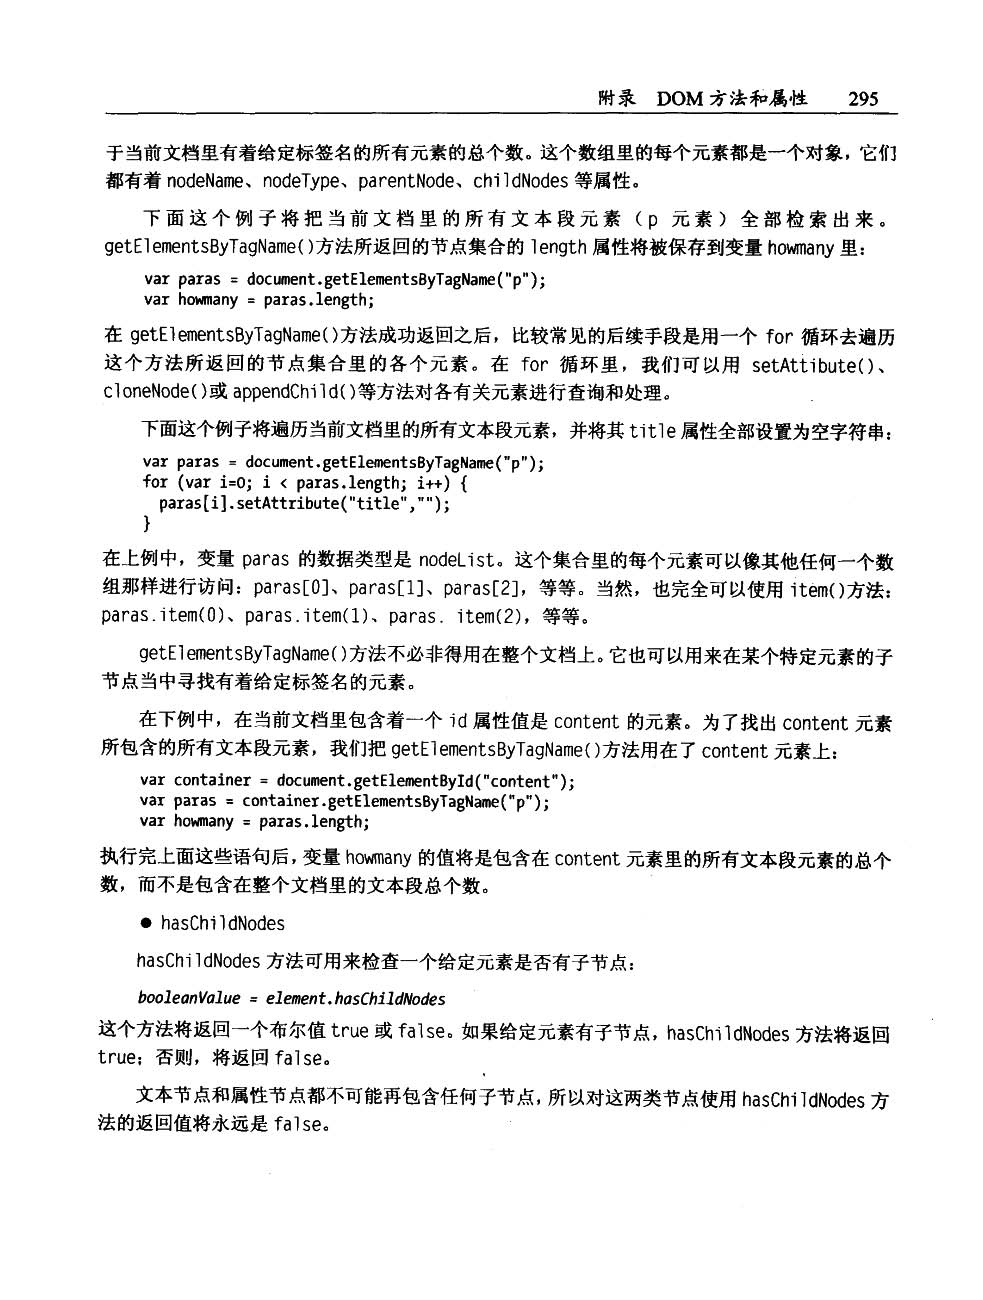 附录 DOM 方法和属性 295
于当前文档里有着给定标签名的所有元素的总个数。这个数组里的每个元素都是一个对象，它们
都有着 nodeName、nodeType、parentNode、childNodes 等属性。
下面这个例子将把当前文档里的所有文本段元素（p 元素）全部检索出来。
getElementsByTagName()方法所返回的节点集合的 length 属性将被保存到变量 howmany 里：
var paras = document.getElementsByTagName("p");
var howmany = paras.length;
在 getElementsByTagName()方法成功返回之后，比较常见的后续手段是用一个 for 循环去遍历
这个方法所返回的节点集合里的各个元素。在 for 循环里，我们可以用 setAttibute()、
cloneNode()或 appendChild()等方法对各有关元素进行查询和处理。
下面这个例子将遍历当前文档里的所有文本段元素，并将其 title 属性全部设置为空字符串：
var paras = document.getElementsByTagName("p");
for (var i=0; i < paras.length; i++) {
paras[i].setAttribute("title","");
}
在上例中，变量 paras 的数据类型是 nodeList。这个集合里的每个元素可以像其他任何一个数
组那样进行访问：paras[0]、paras[1]、paras[2]，等等。当然，也完全可以使用 item()方法：
paras.item(0)、paras.item(1)、paras. item(2)，等等。
getElementsByTagName()方法不必非得用在整个文档上。它也可以用来在某个特定元素的子
节点当中寻找有着给定标签名的元素。
在下例中，在当前文档里包含着一个 id 属性值是 content 的元素。为了找出 content 元素
所包含的所有文本段元素，我们把 getElementsByTagName()方法用在了 content 元素上：
var container = document.getElementById("content");
var paras = container.getElementsByTagName("p");
var howmany = paras.length;
执行完上面这些语句后，变量 howmany 的值将是包含在 content 元素里的所有文本段元素的总个
数，而不是包含在整个文档里的文本段总个数。
● hasChildNodes
hasChildNodes 方法可用来检查一个给定元素是否有子节点：
booleanValue = element.hasChildNodes
这个方法将返回一个布尔值 true 或 false。如果给定元素有子节点，hasChildNodes 方法将返回
true；否则，将返回 false。
文本节点和属性节点都不可能再包含任何子节点，所以对这两类节点使用 hasChildNodes 方
法的返回值将永远是 false。